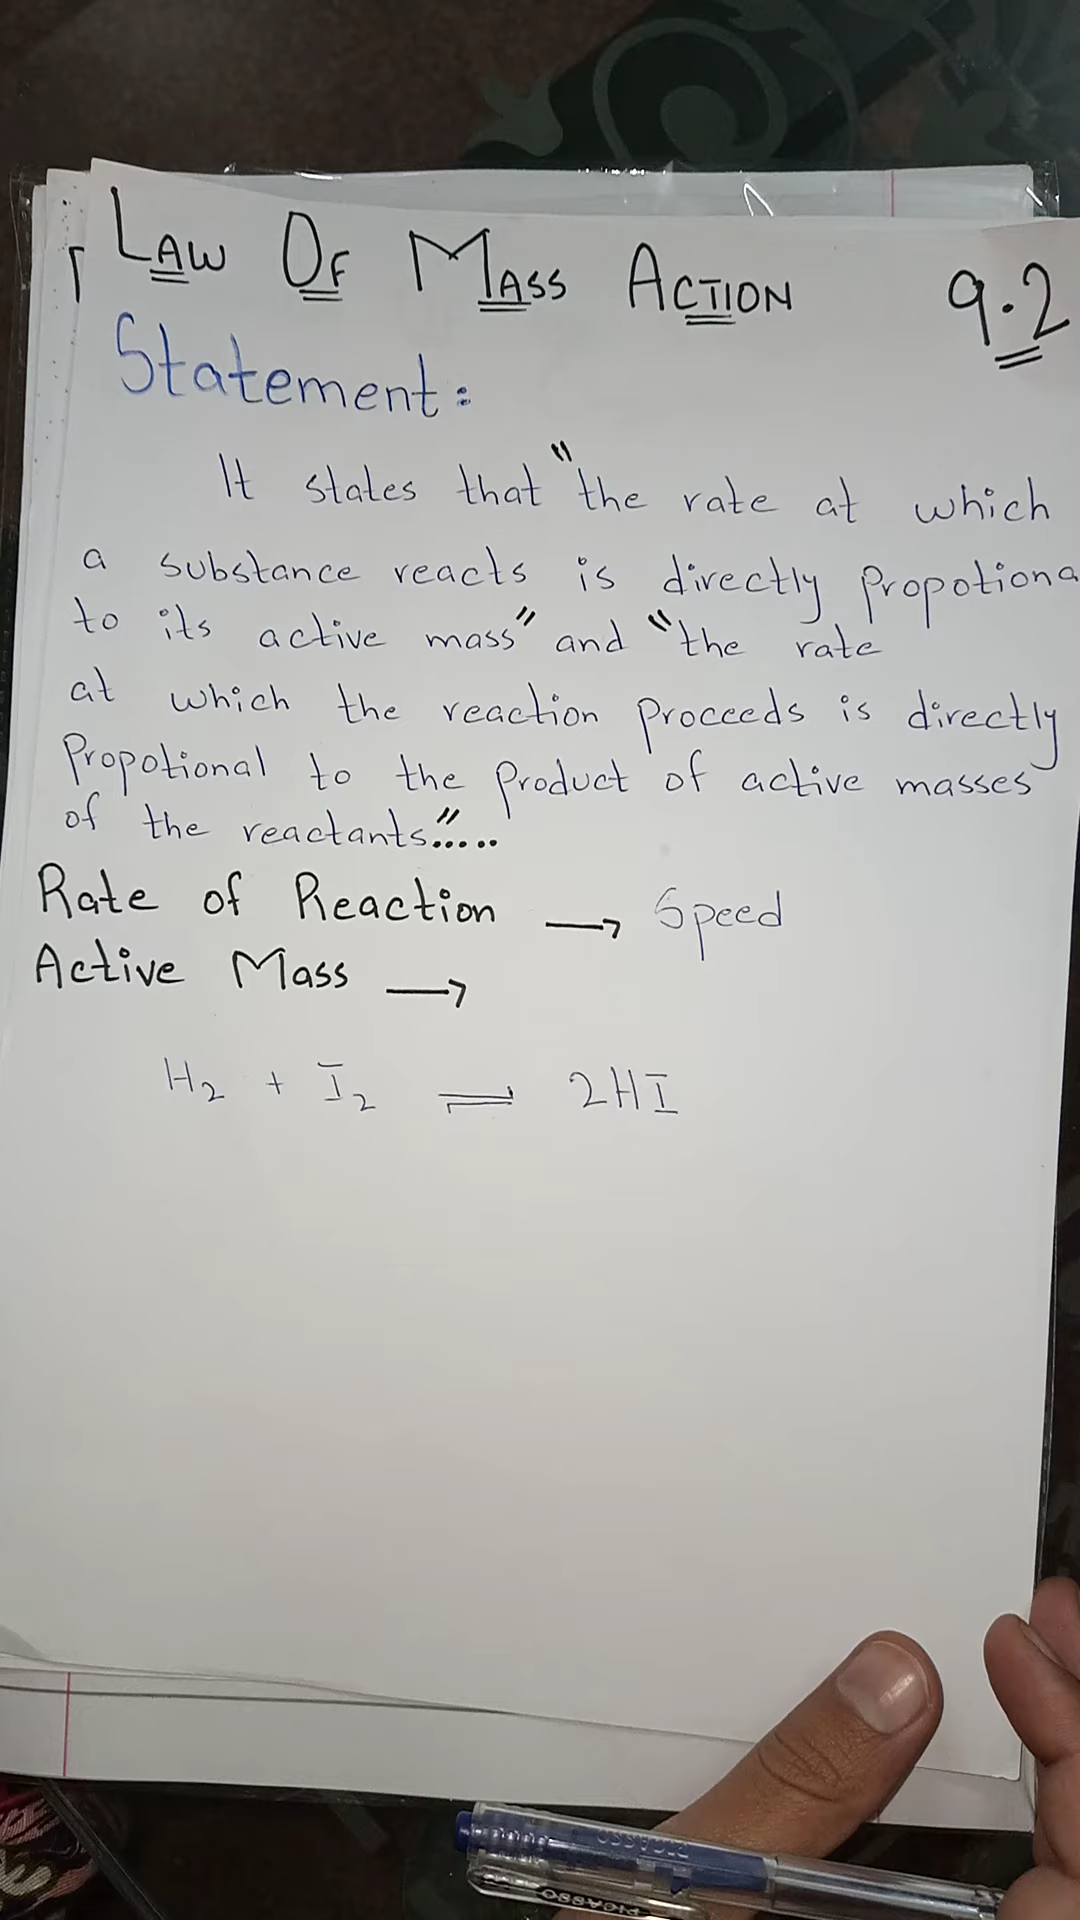 LAW OF MASS ACTION 9.2
Statement:
It states that "the rate at which
a substance reacts is directly propotiona
to its active mass" and "the rate
at which the reaction proceeds is directly
propotional to the product of active masses
of the reactants".....
Rate of Reaction → Speed
Active Mass →
H₂ + I₂ ⇌ 2HI
PICASSO
PICASSO